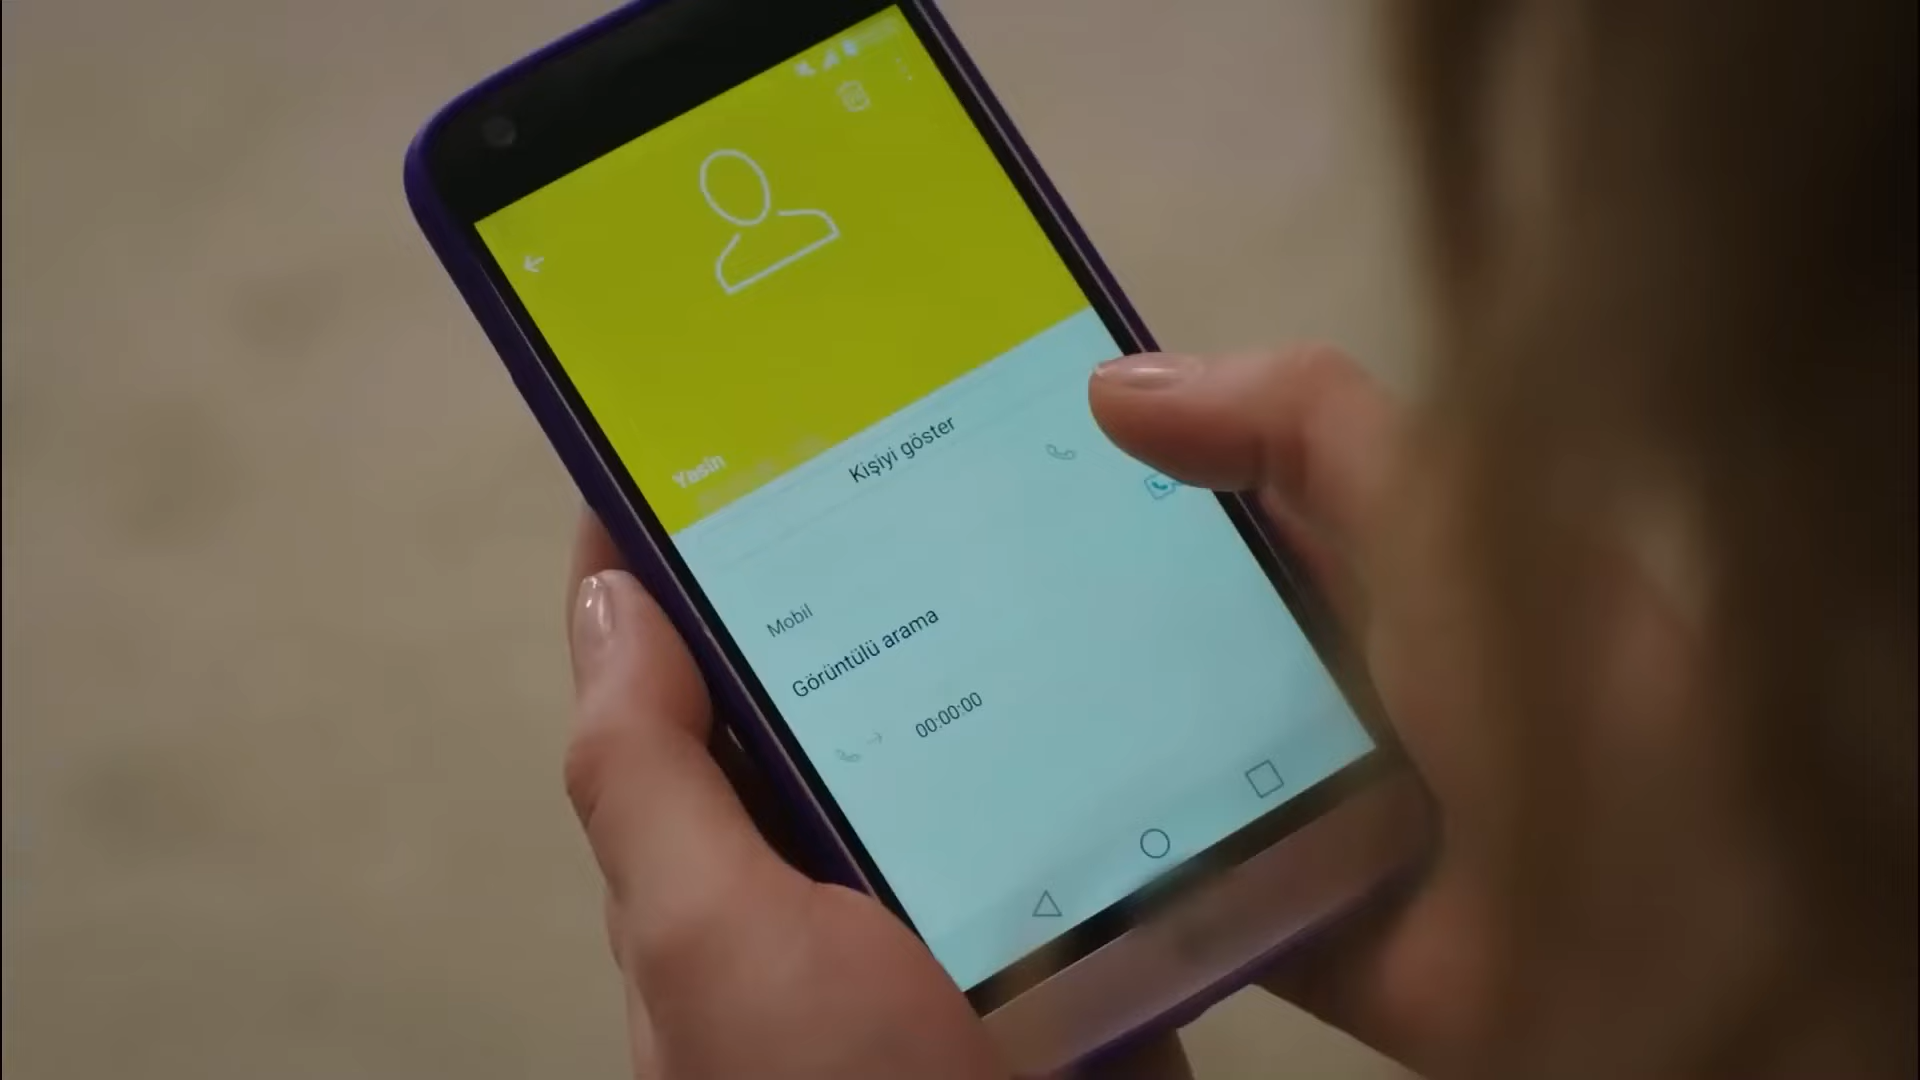 Yasin
Kişiyi göster
Mobil
Görüntülü arama
00:00:00